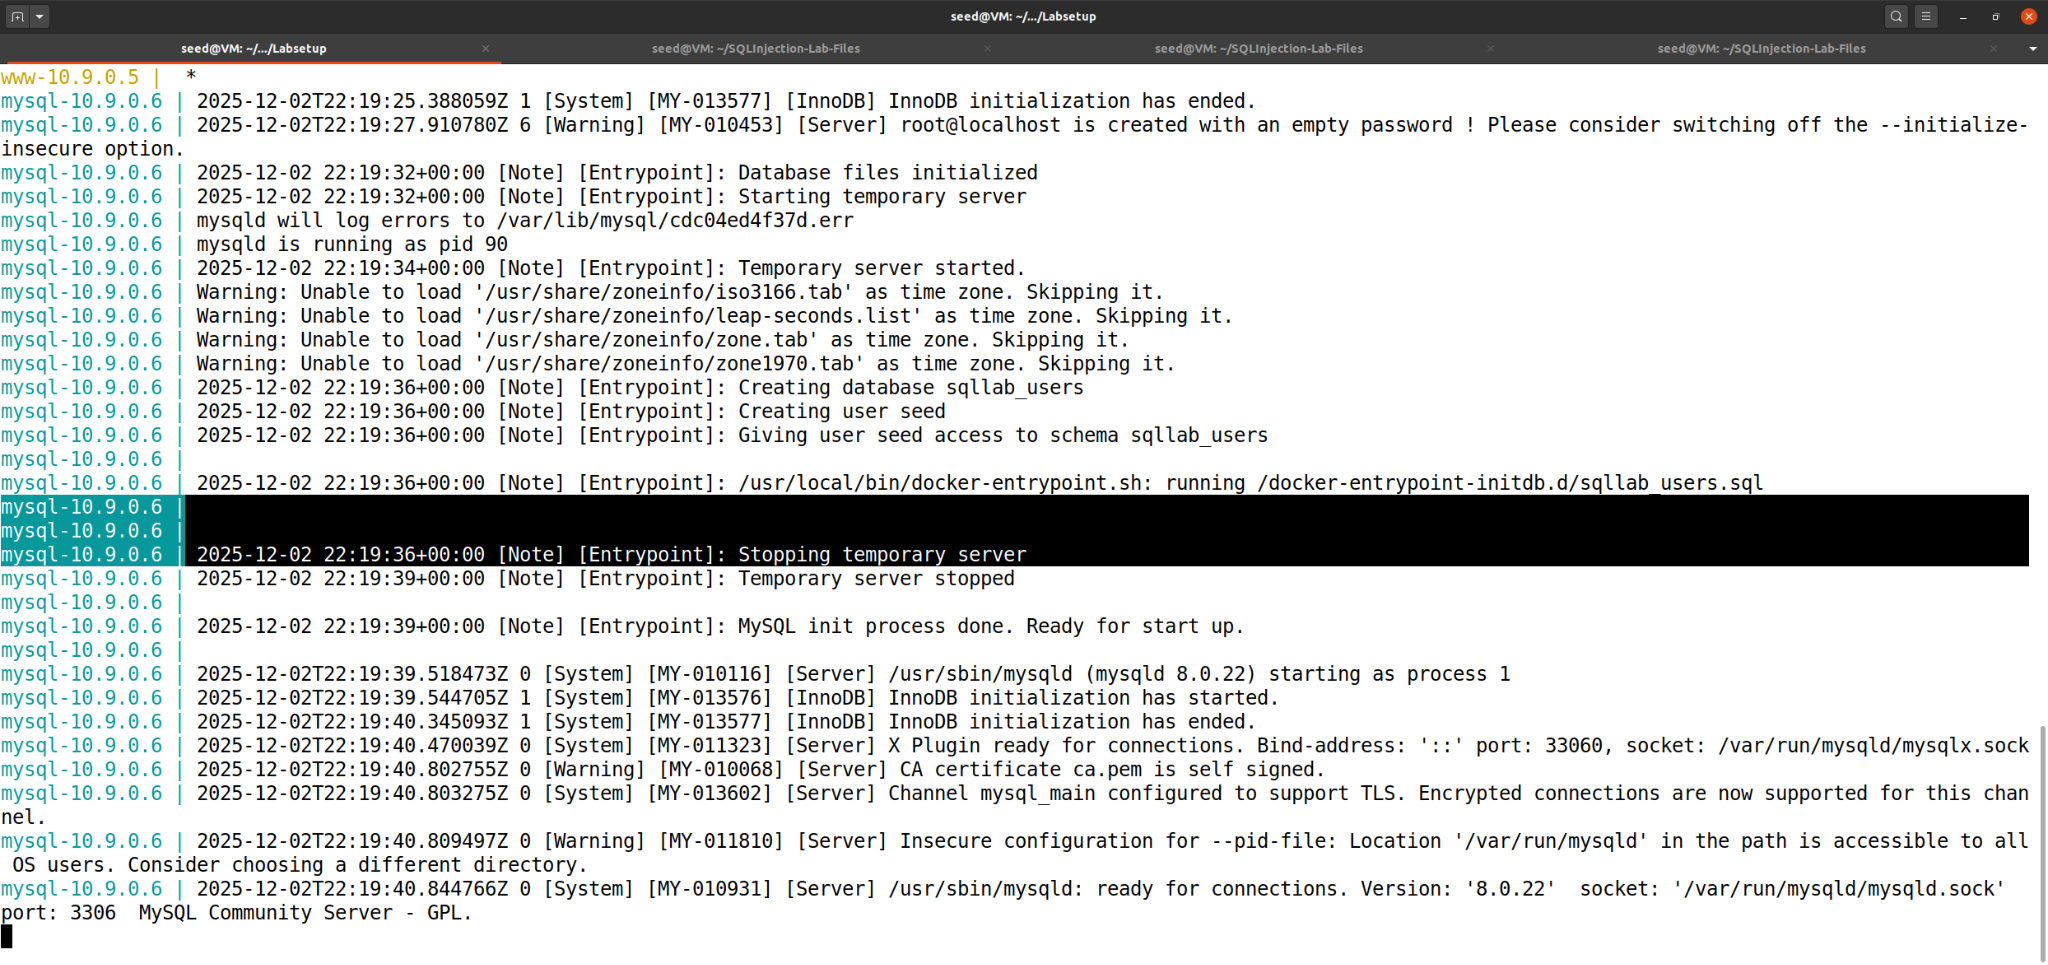 seed@VM: ~/.../Labsetup
seed@VM: ~/.../Labsetup × seed@VM: ~/SQLInjection-Lab-Files × seed@VM: ~/SQLInjection-Lab-Files × seed@VM: ~/SQLInjection-Lab-Files ×
www-10.9.0.5 |  *
mysql-10.9.0.6 | 2025-12-02T22:19:25.388059Z 1 [System] [MY-013577] [InnoDB] InnoDB initialization has ended.
mysql-10.9.0.6 | 2025-12-02T22:19:27.910780Z 6 [Warning] [MY-010453] [Server] root@localhost is created with an empty password ! Please consider switching off the --initialize-
insecure option.
mysql-10.9.0.6 | 2025-12-02 22:19:32+00:00 [Note] [Entrypoint]: Database files initialized
mysql-10.9.0.6 | 2025-12-02 22:19:32+00:00 [Note] [Entrypoint]: Starting temporary server
mysql-10.9.0.6 | mysqld will log errors to /var/lib/mysql/cdc04ed4f37d.err
mysql-10.9.0.6 | mysqld is running as pid 90
mysql-10.9.0.6 | 2025-12-02 22:19:34+00:00 [Note] [Entrypoint]: Temporary server started.
mysql-10.9.0.6 | Warning: Unable to load '/usr/share/zoneinfo/iso3166.tab' as time zone. Skipping it.
mysql-10.9.0.6 | Warning: Unable to load '/usr/share/zoneinfo/leap-seconds.list' as time zone. Skipping it.
mysql-10.9.0.6 | Warning: Unable to load '/usr/share/zoneinfo/zone.tab' as time zone. Skipping it.
mysql-10.9.0.6 | Warning: Unable to load '/usr/share/zoneinfo/zone1970.tab' as time zone. Skipping it.
mysql-10.9.0.6 | 2025-12-02 22:19:36+00:00 [Note] [Entrypoint]: Creating database sqllab_users
mysql-10.9.0.6 | 2025-12-02 22:19:36+00:00 [Note] [Entrypoint]: Creating user seed
mysql-10.9.0.6 | 2025-12-02 22:19:36+00:00 [Note] [Entrypoint]: Giving user seed access to schema sqllab_users
mysql-10.9.0.6 |
mysql-10.9.0.6 | 2025-12-02 22:19:36+00:00 [Note] [Entrypoint]: /usr/local/bin/docker-entrypoint.sh: running /docker-entrypoint-initdb.d/sqllab_users.sql
mysql-10.9.0.6 |
mysql-10.9.0.6 |
mysql-10.9.0.6 | 2025-12-02 22:19:36+00:00 [Note] [Entrypoint]: Stopping temporary server
mysql-10.9.0.6 | 2025-12-02 22:19:39+00:00 [Note] [Entrypoint]: Temporary server stopped
mysql-10.9.0.6 |
mysql-10.9.0.6 | 2025-12-02 22:19:39+00:00 [Note] [Entrypoint]: MySQL init process done. Ready for start up.
mysql-10.9.0.6 |
mysql-10.9.0.6 | 2025-12-02T22:19:39.518473Z 0 [System] [MY-010116] [Server] /usr/sbin/mysqld (mysqld 8.0.22) starting as process 1
mysql-10.9.0.6 | 2025-12-02T22:19:39.544705Z 1 [System] [MY-013576] [InnoDB] InnoDB initialization has started.
mysql-10.9.0.6 | 2025-12-02T22:19:40.345093Z 1 [System] [MY-013577] [InnoDB] InnoDB initialization has ended.
mysql-10.9.0.6 | 2025-12-02T22:19:40.470039Z 0 [System] [MY-011323] [Server] X Plugin ready for connections. Bind-address: '::' port: 33060, socket: /var/run/mysqld/mysqlx.sock
mysql-10.9.0.6 | 2025-12-02T22:19:40.802755Z 0 [Warning] [MY-010068] [Server] CA certificate ca.pem is self signed.
mysql-10.9.0.6 | 2025-12-02T22:19:40.803275Z 0 [System] [MY-013602] [Server] Channel mysql_main configured to support TLS. Encrypted connections are now supported for this chan
nel.
mysql-10.9.0.6 | 2025-12-02T22:19:40.809497Z 0 [Warning] [MY-011810] [Server] Insecure configuration for --pid-file: Location '/var/run/mysqld' in the path is accessible to all
 OS users. Consider choosing a different directory.
mysql-10.9.0.6 | 2025-12-02T22:19:40.844766Z 0 [System] [MY-010931] [Server] /usr/sbin/mysqld: ready for connections. Version: '8.0.22'  socket: '/var/run/mysqld/mysqld.sock'
port: 3306  MySQL Community Server - GPL.